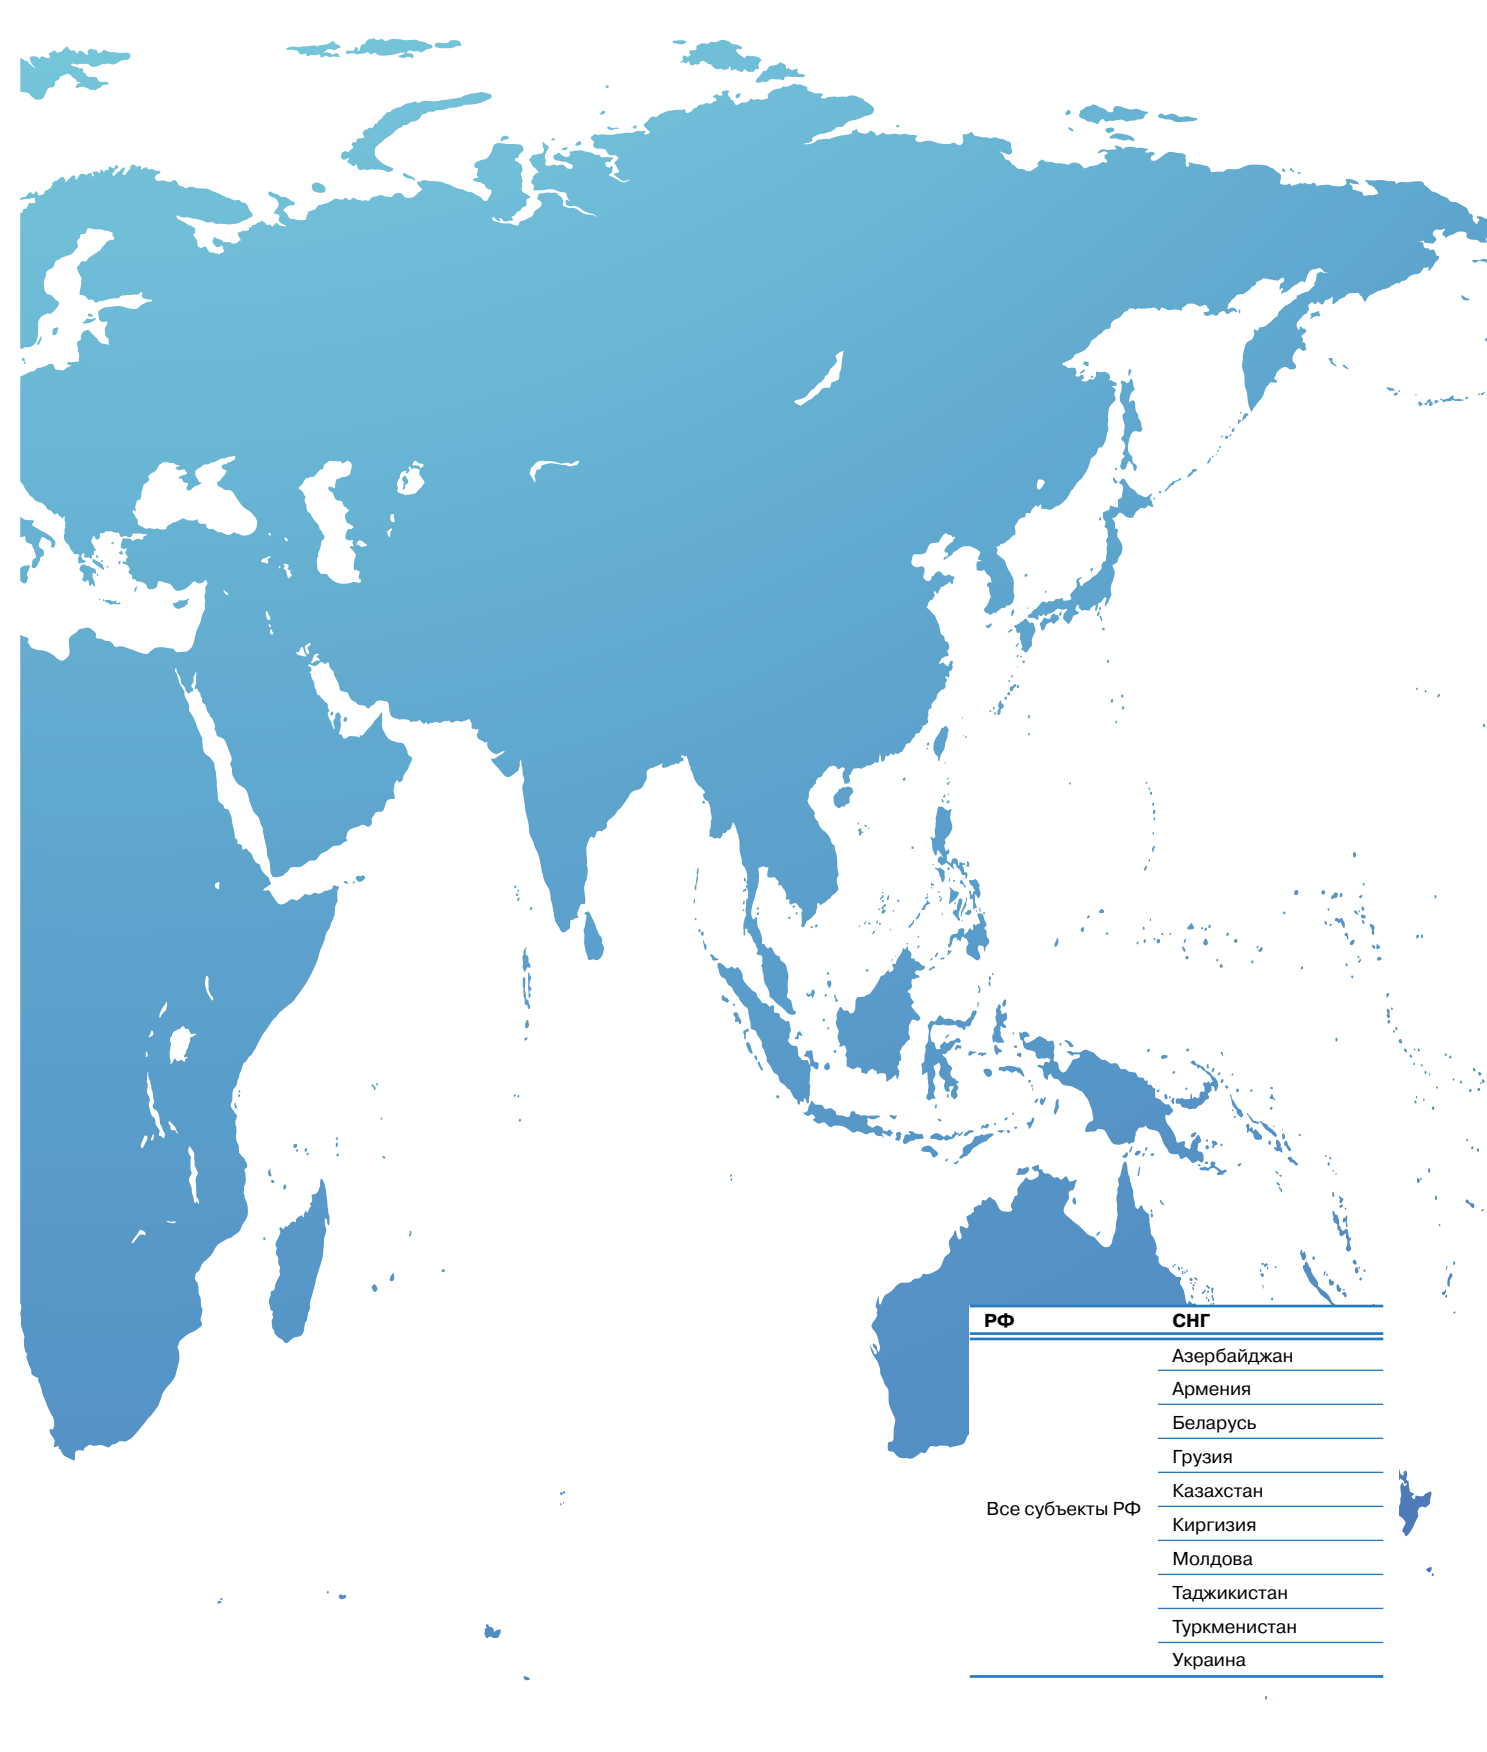 РФ СНГ
Азербайджан
Армения
Беларусь
Грузия
Казахстан
Все субъекты РФ
Киргизия
Молдова
Таджикистан
Туркменистан
Украина